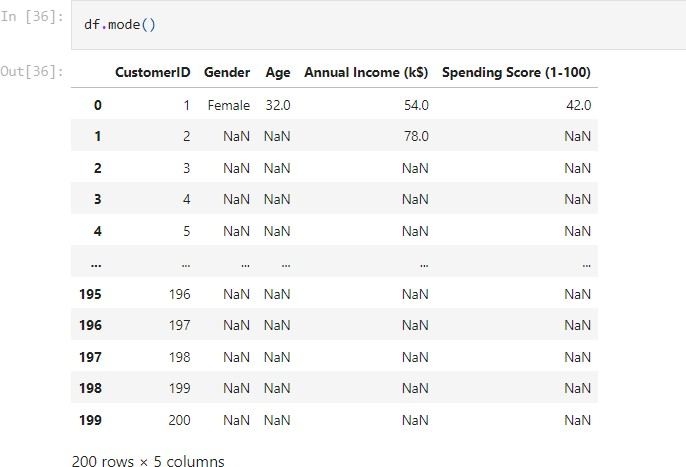 In [36]: df.mode()
Out[36]:
CustomerID Gender Age Annual Income (k$) Spending Score (1-100)
0 1 Female 32.0 54.0 42.0
1 2 NaN NaN 78.0 NaN
2 3 NaN NaN NaN NaN
3 4 NaN NaN NaN NaN
4 5 NaN NaN NaN NaN
... ... ... ... ... ...
195 196 NaN NaN NaN NaN
196 197 NaN NaN NaN NaN
197 198 NaN NaN NaN NaN
198 199 NaN NaN NaN NaN
199 200 NaN NaN NaN NaN
200 rows × 5 columns